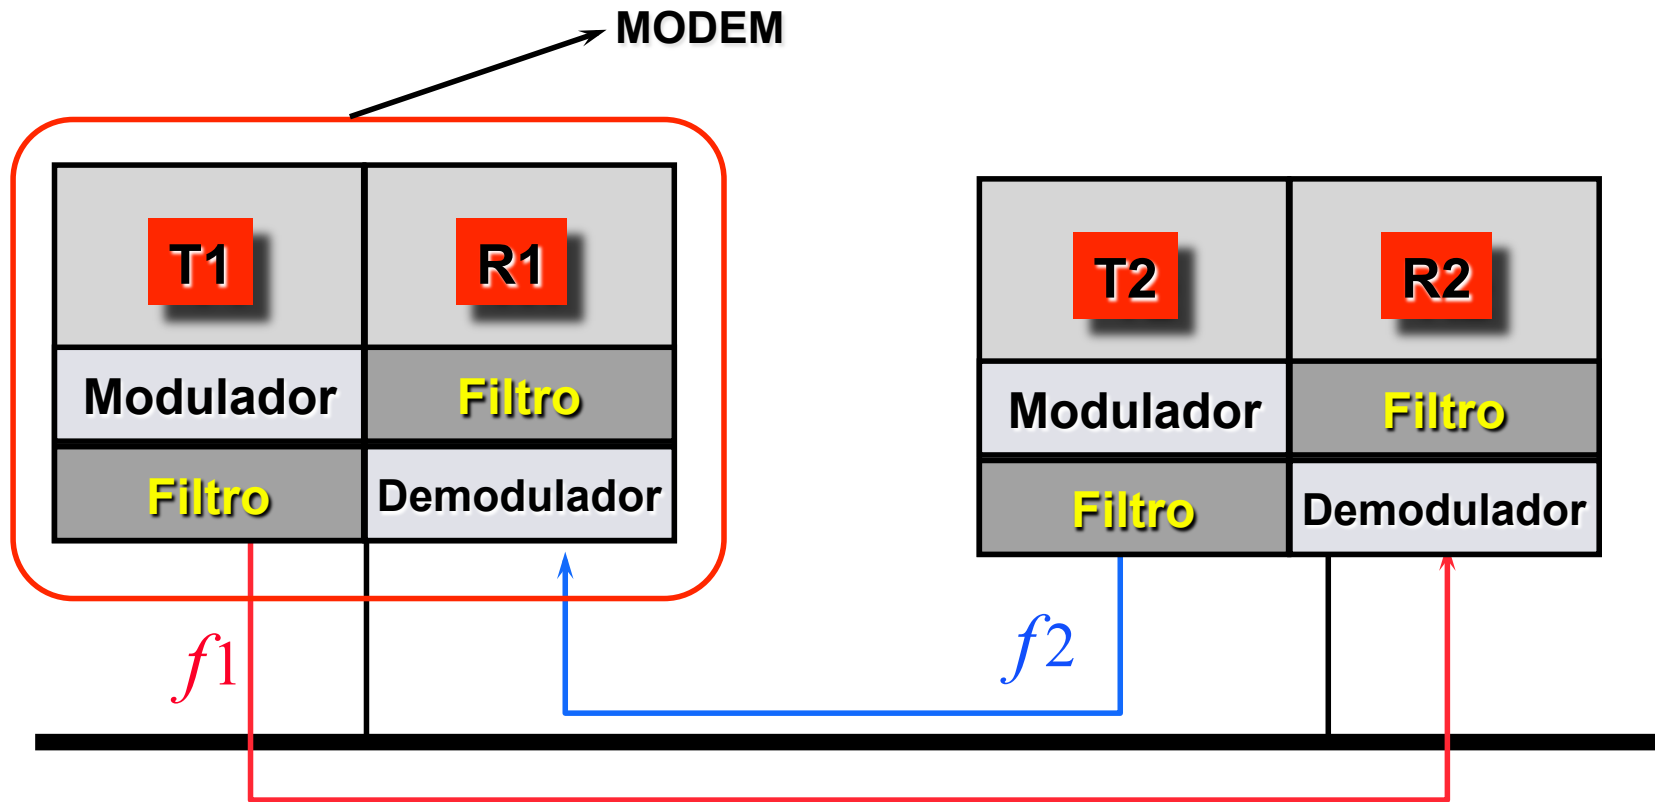 MODEM
T1
R1
T2
R2
Modulador
Filtro
Modulador
Filtro
Filtro
Demodulador
Filtro
Demodulador
f1
f2